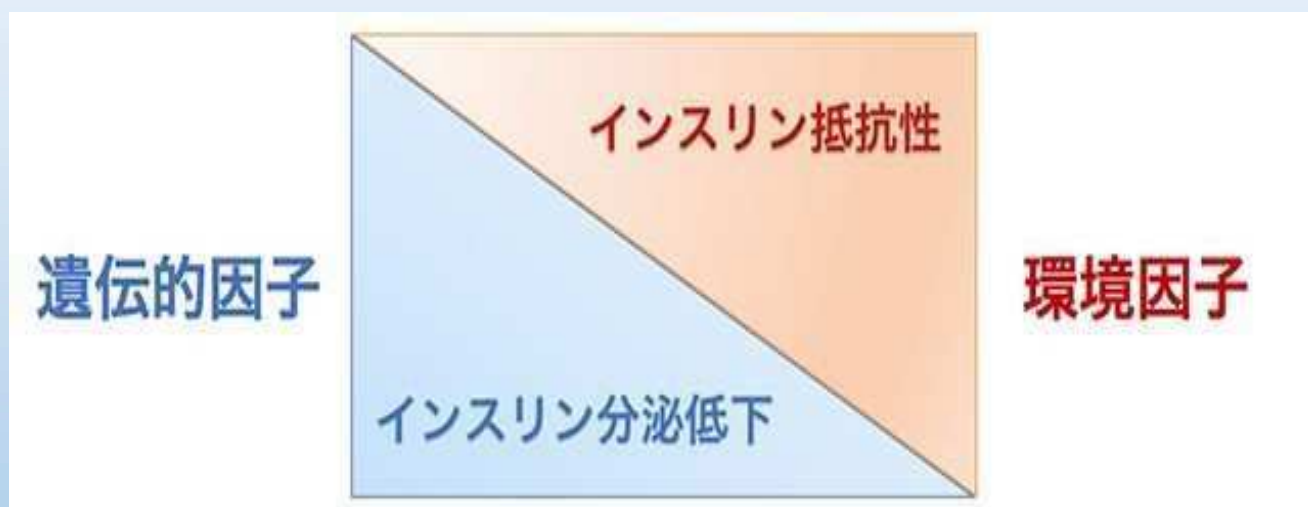 インスリン抵抗性
遺伝的因子
環境因子
インスリン分泌低下